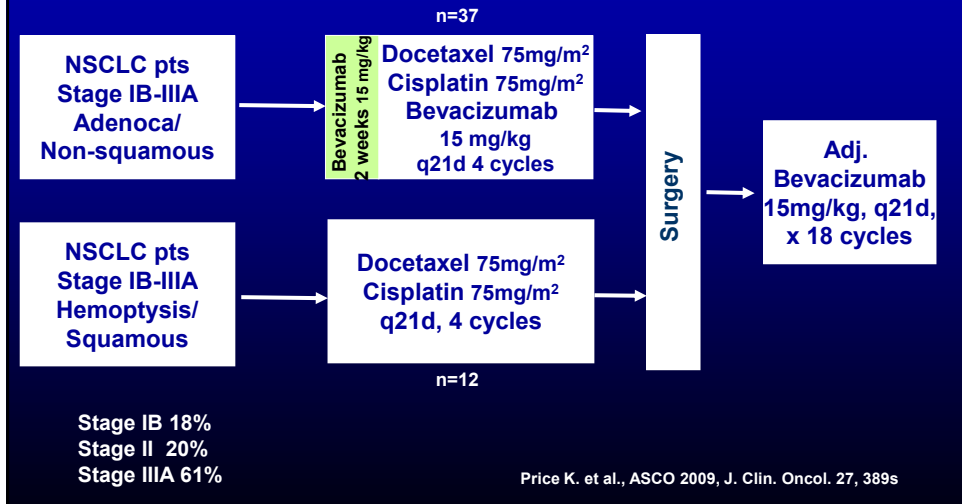 n=37
NSCLC pts
Stage IB-IIIA
Adenoca/
Non-squamous
Bevacizumab
2 weeks 15 mg/kg
Docetaxel 75mg/m²
Cisplatin 75mg/m²
Bevacizumab
15 mg/kg
q21d 4 cycles
Surgery
Adj.
Bevacizumab
15mg/kg, q21d,
x 18 cycles
NSCLC pts
Stage IB-IIIA
Hemoptysis/
Squamous
Docetaxel 75mg/m²
Cisplatin 75mg/m²
q21d, 4 cycles
n=12
Stage IB 18%
Stage II 20%
Stage IIIA 61%
Price K. et al., ASCO 2009, J. Clin. Oncol. 27, 389s